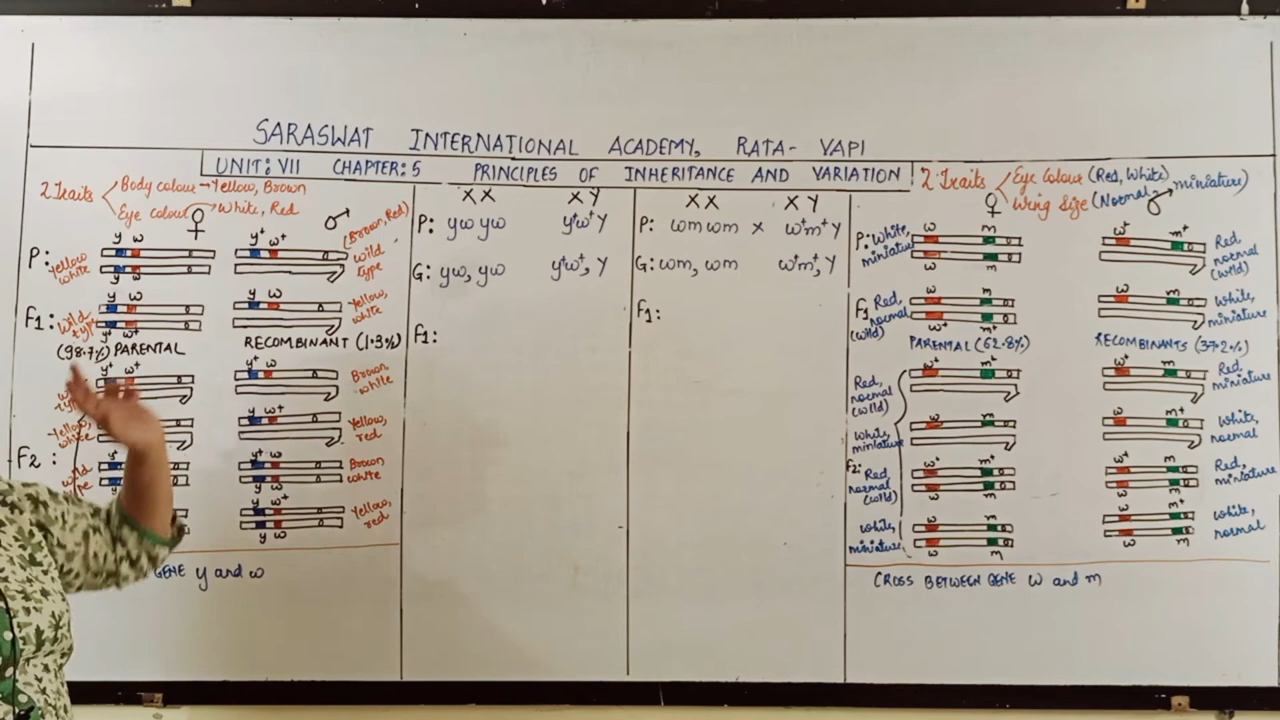 SARASWAT INTERNATIONAL ACADEMY, RATA- VAPI
UNIT: VII CHAPTER: 5 PRINCIPLES OF INHERITANCE AND VARIATION
2 Traits
Body colour → Yellow, Brown
Eye colour → White, Red
♀ ♂
(Brown, Red)
wild type
P:
Yellow white
y w
y w
y+ w+
F1:
Wild type
y w
y+ w+
y w
Yellow, white
(98.7%) PARENTAL
RECOMBINANT (1.3%)
F2 :
y+ w+
y+ w
Brown, white
Yellow, white
y w+
Yellow, red
wild type
y+
y
y+ w
y w
Brown white
y w+
y w
Yellow, red
GENE y and w
XX XY
P: yw yw y+w+ Y
G: yw, yw y+w+, Y
F1:
XX XY
P: wm wm × w+m+ Y
G: wm, wm w+m+, Y
F1:
2 Traits
Eye Colour (Red, White)
Wing Size (Normal, miniature)
♀ ♂
P: White, miniature
w m
w m
w+ m+
Red, normal (wild)
F1 Red, normal (wild)
w m
w+ m+
w m
White, miniature
PARENTAL (62.8%)
RECOMBINANTS (37.2%)
Red, normal (wild)
w+ m+
w+ m
Red, miniature
white, miniature
w m
w m+
White, normal
F2:
Red, normal (wild)
w+ m+
w m
w+ m
w m
Red, miniature
white, miniature
w m
w m
w m+
w m
white, normal
CROSS BETWEEN GENE w and m